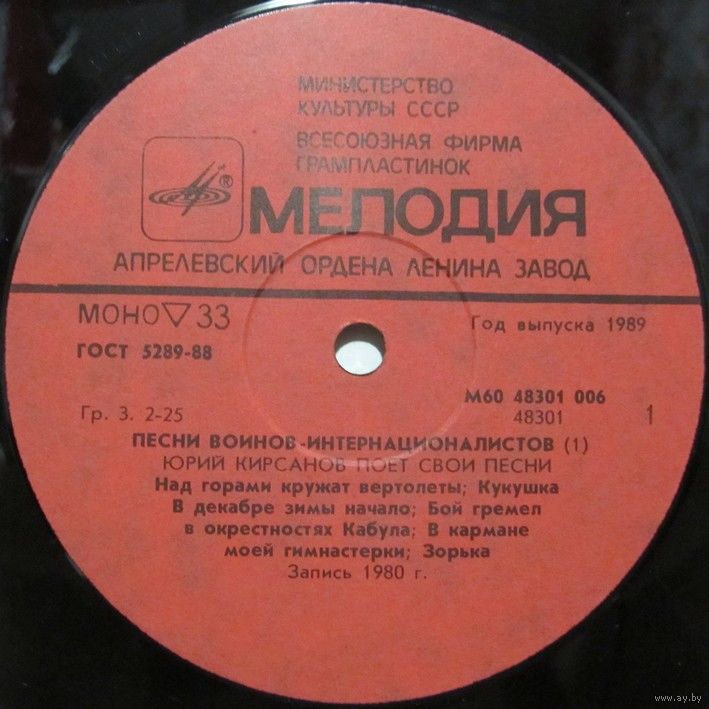 МИНИСТЕРСТВО
КУЛЬТУРЫ СССР
ВСЕСОЮЗНАЯ ФИРМА
ГРАМПЛАСТИНОК
®
МЕЛОДИЯ
АПРЕЛЕВСКИЙ ОРДЕНА ЛЕНИНА ЗАВОД
МОНО ▽ 33
Год выпуска 1989
ГОСТ 5289-88
М60 48301 006
Гр. 3. 2-25
48301
1
ПЕСНИ ВОИНОВ-ИНТЕРНАЦИОНАЛИСТОВ (1)
ЮРИЙ КИРСАНОВ ПОЕТ СВОИ ПЕСНИ
Над горами кружат вертолеты; Кукушка
В декабре зимы начало; Бой гремел
в окрестностях Кабула; В кармане
моей гимнастерки; Зорька
Запись 1980 г.
www.ay.by